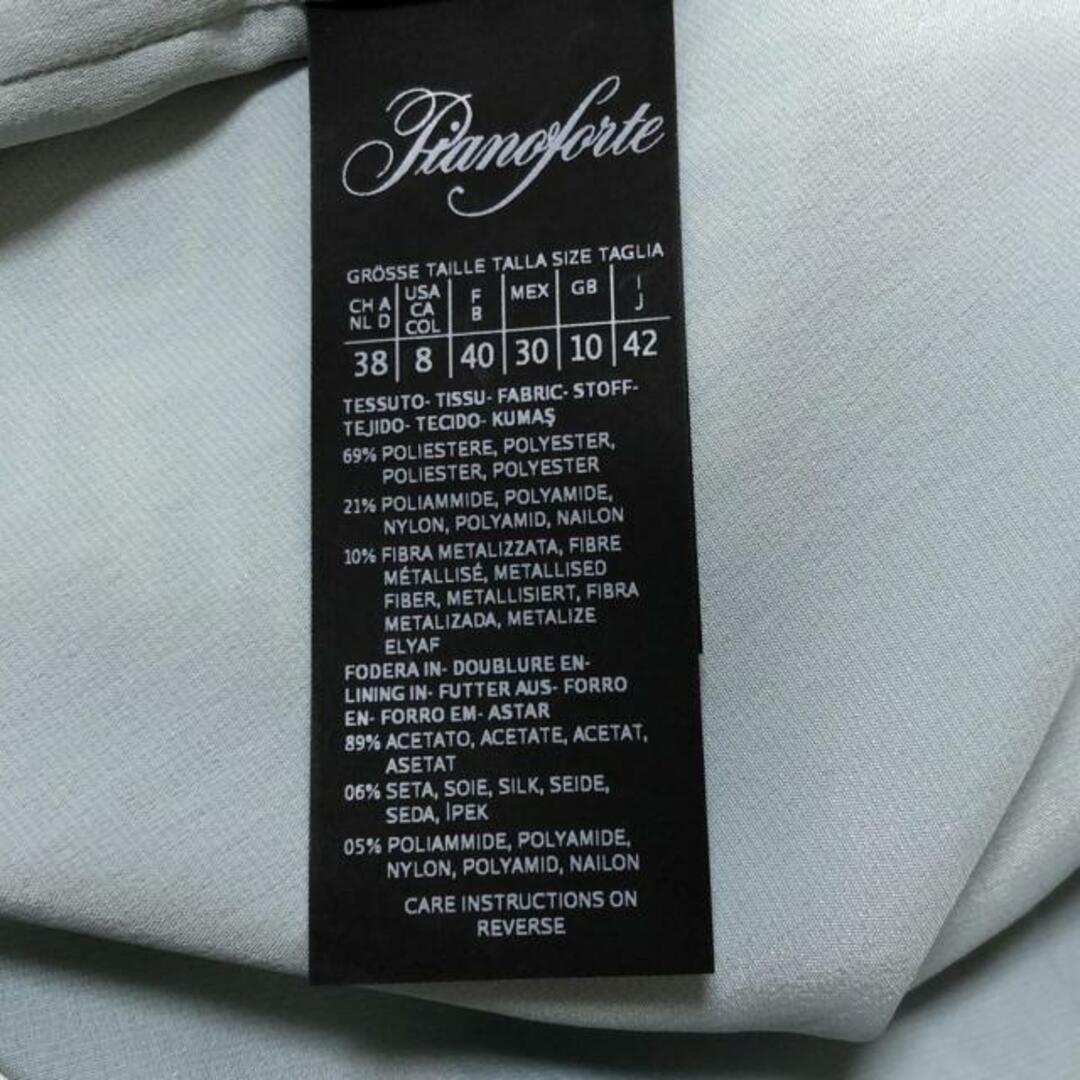 Pianoforte
GRÖSSE TAILLE TALLA SIZE TAGLIA
CH A NL D | USA CA COL | F B | MEX | GB | I J
38 | 8 | 40 | 30 | 10 | 42
TESSUTO- TISSU- FABRIC- STOFF-
TEJIDO- TECIDO- KUMAŞ
69% POLIESTERE, POLYESTER,
POLIESTER, POLYESTER
21% POLIAMMIDE, POLYAMIDE,
NYLON, POLYAMID, NAILON
10% FIBRA METALIZZATA, FIBRE
MÉTALLISÉ, METALLISED
FIBER, METALLISIERT, FIBRA
METALIZADA, METALIZE
ELYAF
FODERA IN- DOUBLURE EN-
LINING IN- FUTTER AUS- FORRO
EN- FORRO EM- ASTAR
89% ACETATO, ACETATE, ACETAT,
ASETAT
06% SETA, SOIE, SILK, SEIDE,
SEDA, İPEK
05% POLIAMMIDE, POLYAMIDE,
NYLON, POLYAMID, NAILON
CARE INSTRUCTIONS ON
REVERSE